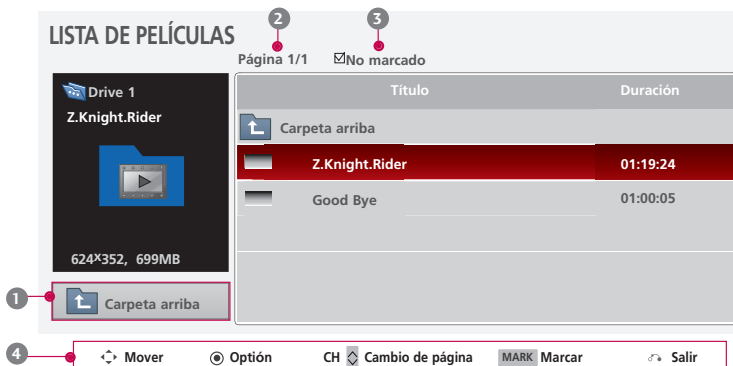 2 3
LISTA DE PELÍCULAS
Página 1/1 No marcado
Drive 1
Z.Knight.Rider
624x352, 699MB
1 Carpeta arriba
Título Duración
Carpeta arriba
Z.Knight.Rider 01:19:24
Good Bye 01:00:05
4 Mover Optión CH Cambio de página MARK Marcar Salir